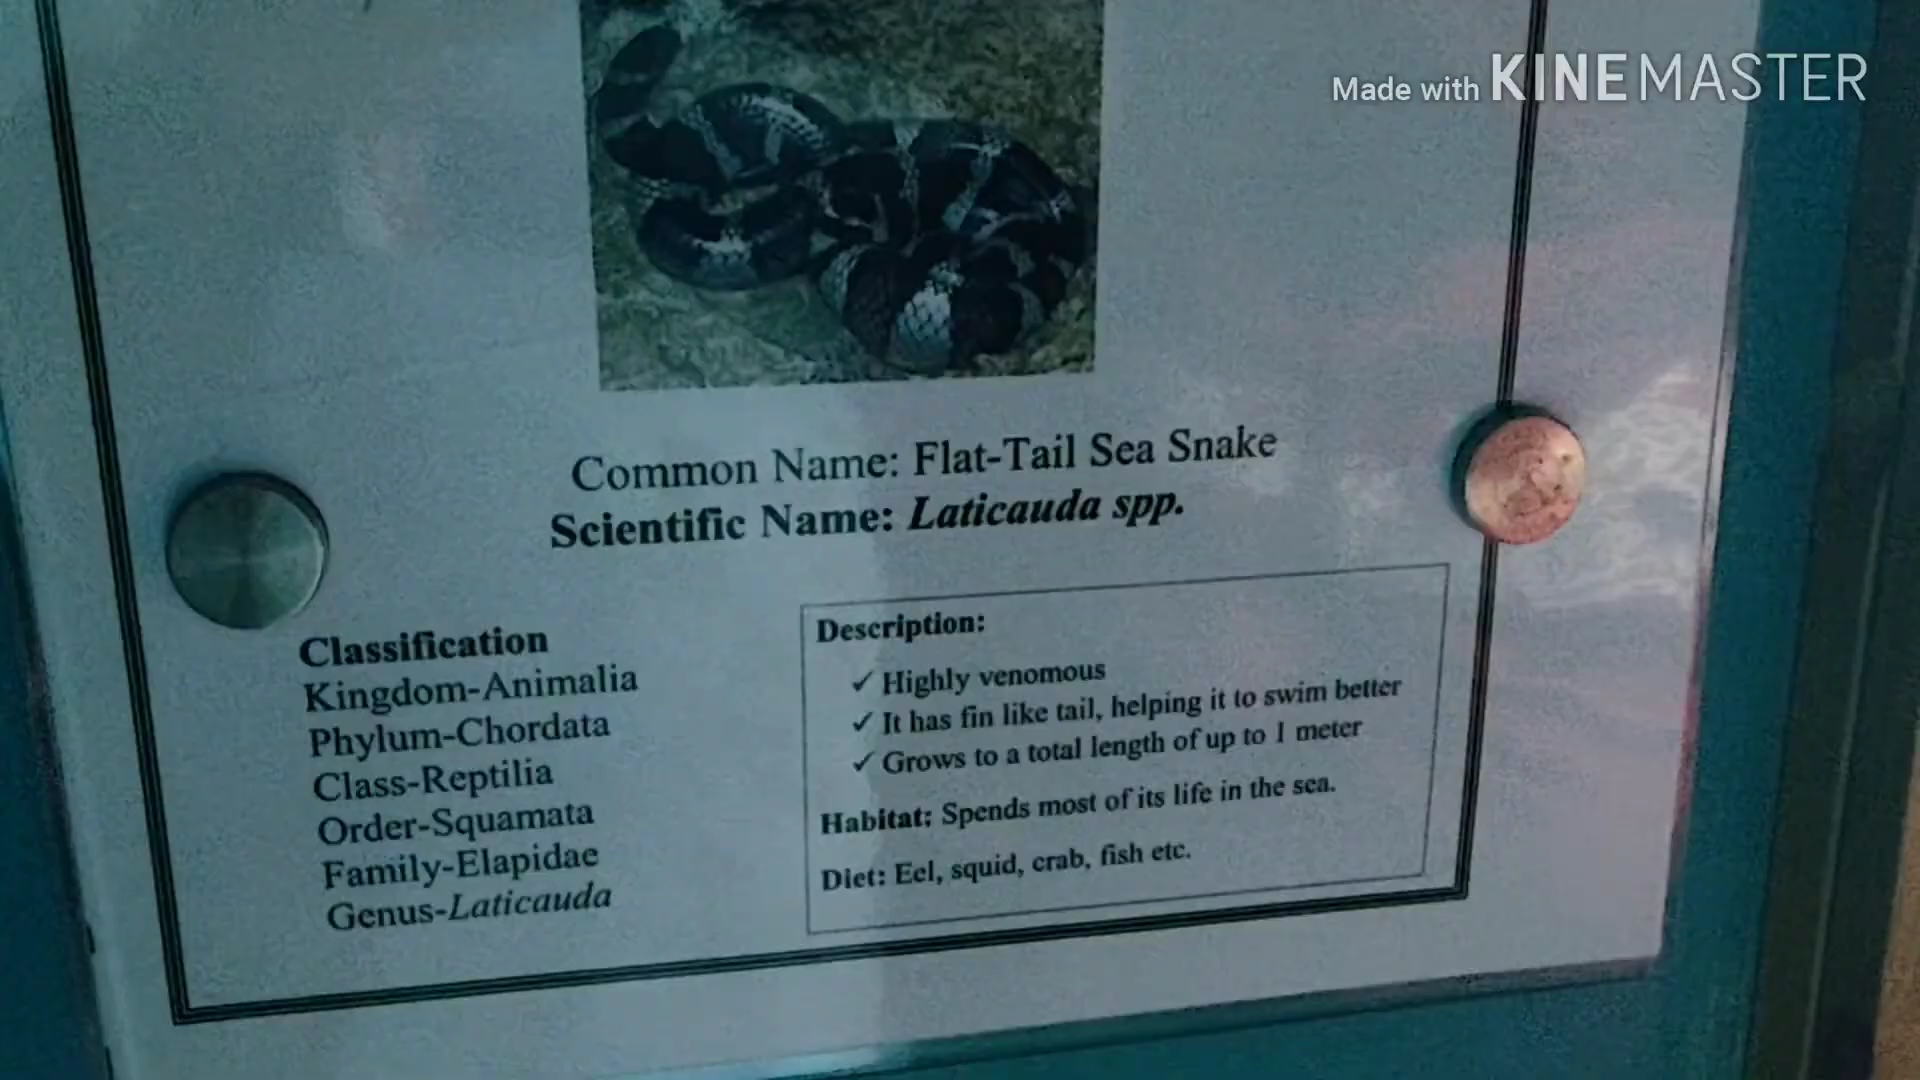 Made with KINEMASTER
Common Name: Flat-Tail Sea Snake
Scientific Name: Laticauda spp.
Classification
Kingdom-Animalia
Phylum-Chordata
Class-Reptilia
Order-Squamata
Family-Elapidae
Genus-Laticauda
Description:
✓ Highly venomous
✓ It has fin like tail, helping it to swim better
✓ Grows to a total length of up to 1 meter
Habitat: Spends most of its life in the sea.
Diet: Eel, squid, crab, fish etc.